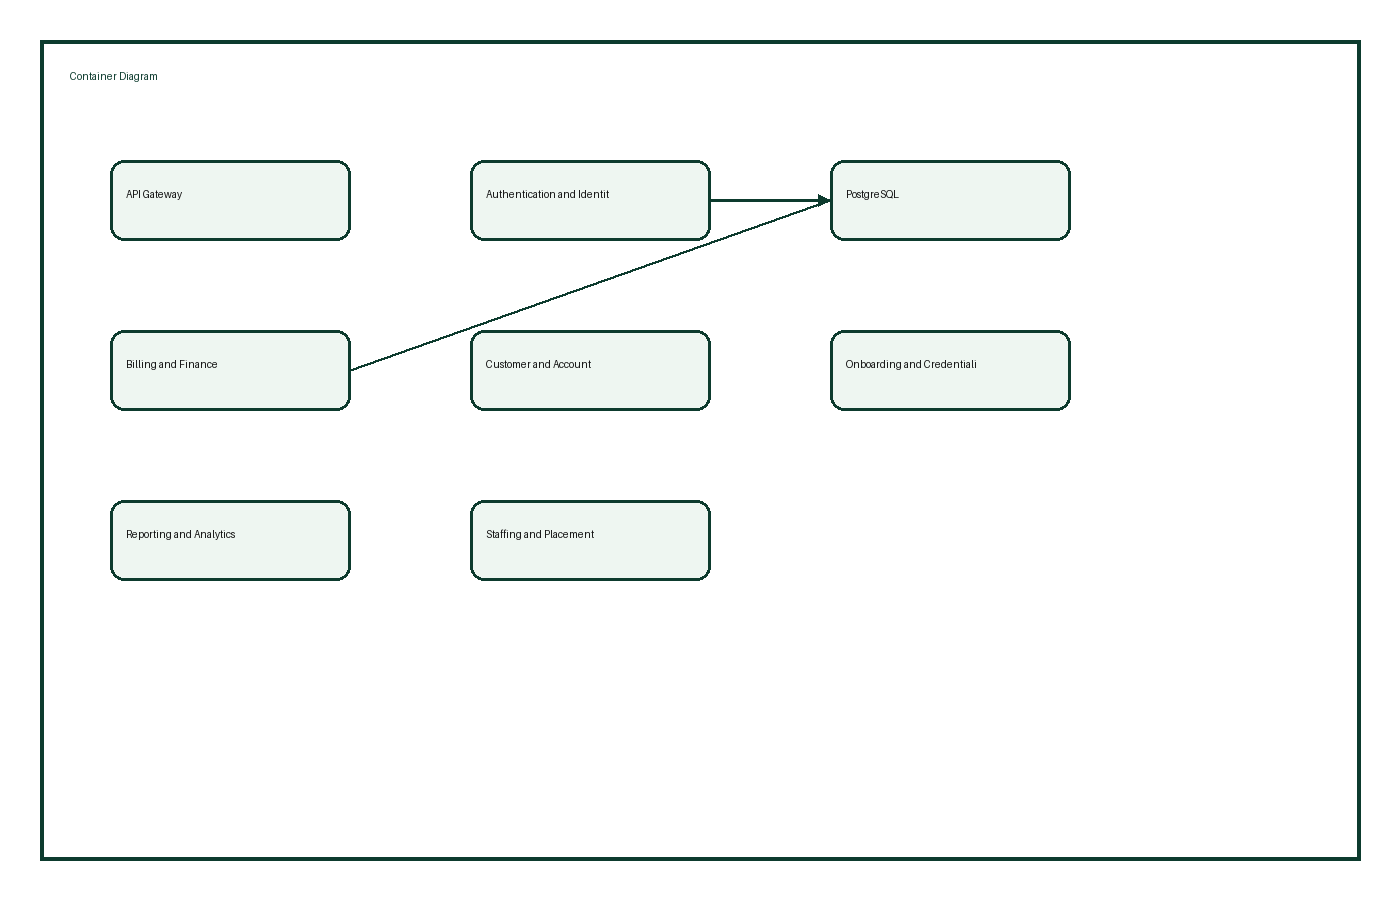 Container Diagram
API Gateway
Authentication and Identit
PostgreSQL
Billing and Finance
Customer and Account
Onboarding and Credentiali
Reporting and Analytics
Staffing and Placement